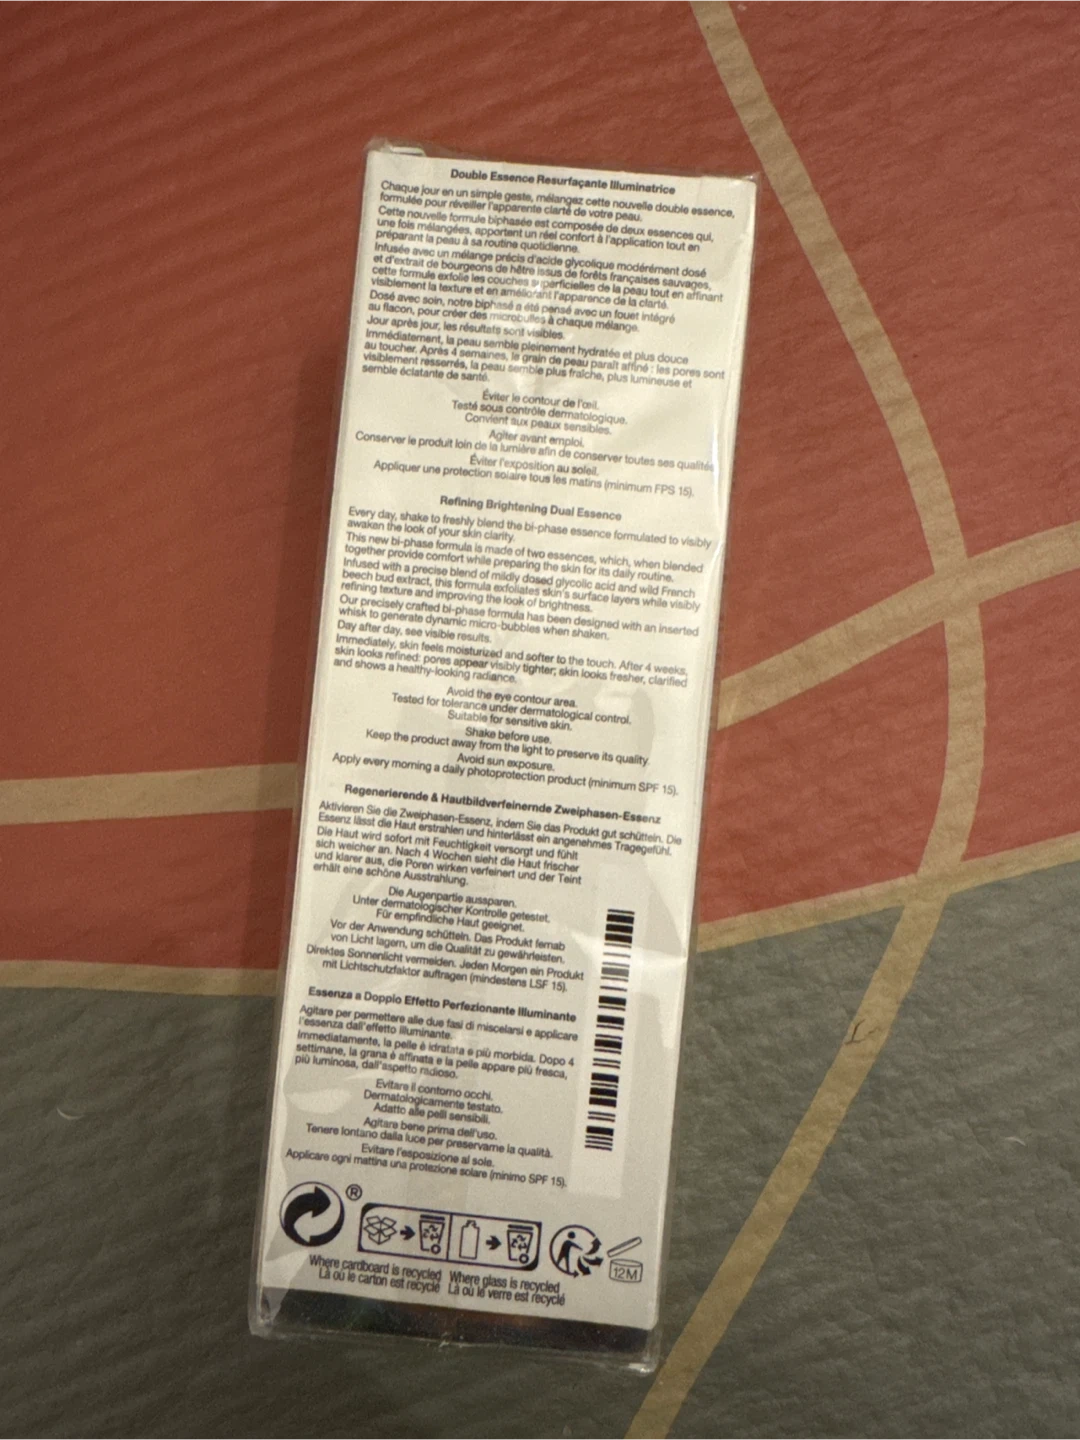 Double Essence Resurfaçante Illuminatrice
Chaque jour en un simple geste, mélangez cette nouvelle double essence,
formulée pour réveiller l'apparente clarté de votre peau.
Cette nouvelle formule biphasée est composée de deux essences qui,
une fois mélangées, apportent un réel confort à l'application tout en
préparant la peau à sa routine quotidienne.
Infusée avec un mélange précis d'acide glycolique modérément dosé
et d'extrait de bourgeons de hêtre issus de forêts françaises sauvages,
cette formule exfolie les couches superficielles de la peau tout en affinant
visiblement la texture et en améliorant l'apparence de la clarté.
Dosé avec soin, notre biphasé a été pensé avec un fouet intégré
au flacon, pour créer des microbulles à chaque mélange.
Jour après jour, les résultats sont visibles.
Immédiatement, la peau semble pleinement hydratée et plus douce
au toucher. Après 4 semaines, le grain de peau paraît affiné : les pores sont
visiblement resserrés, la peau semble plus fraîche, plus lumineuse et
semble éclatante de santé.
Éviter le contour de l'œil.
Testé sous contrôle dermatologique.
Convient aux peaux sensibles.
Agiter avant emploi.
Conserver le produit loin de la lumière afin de conserver toutes ses qualités
Éviter l'exposition au soleil.
Appliquer une protection solaire tous les matins (minimum FPS 15).
Refining Brightening Dual Essence
Every day, shake to freshly blend the bi-phase essence formulated to visibly
awaken the look of your skin clarity.
This new bi-phase formula is made of two essences, which, when blended
together provide comfort while preparing the skin for its daily routine.
Infused with a precise blend of mildly dosed glycolic acid and wild French
beech bud extract, this formula exfoliates skin's surface layers while visibly
refining texture and improving the look of brightness.
Our precisely crafted bi-phase formula has been designed with an inserted
whisk to generate dynamic micro-bubbles when shaken.
Day after day, see visible results.
Immediately, skin feels moisturized and softer to the touch. After 4 weeks,
skin looks refined: pores appear visibly tighter; skin looks fresher, clarified
and shows a healthy-looking radiance.
Avoid the eye contour area.
Tested for tolerance under dermatological control.
Suitable for sensitive skin.
Shake before use.
Keep the product away from the light to preserve its quality.
Avoid sun exposure.
Apply every morning a daily photoprotection product (minimum SPF 15).
Regenerierende & Hautbildverfeinernde Zweiphasen-Essenz
Aktivieren Sie die Zweiphasen-Essenz, indem Sie das Produkt gut schütteln. Die
Essenz lässt die Haut erstrahlen und hinterlässt ein angenehmes Tragegefühl.
Die Haut wird sofort mit Feuchtigkeit versorgt und fühlt
sich weicher an. Nach 4 Wochen sieht die Haut frischer
und klarer aus, die Poren wirken verfeinert und der Teint
erhält eine schöne Ausstrahlung.
Die Augenpartie aussparen.
Unter dermatologischer Kontrolle getestet.
Für empfindliche Haut geeignet.
Vor der Anwendung schütteln. Das Produkt fernab
von Licht lagern, um die Qualität zu gewährleisten.
Direktes Sonnenlicht vermeiden. Jeden Morgen ein Produkt
mit Lichtschutzfaktor auftragen (mindestens LSF 15).
Essenza a Doppio Effetto Perfezionante Illuminante
Agitare per permettere alle due fasi di miscelarsi e applicare
l'essenza dall'effetto illuminante.
Immediatamente, la pelle è idratata e più morbida. Dopo 4
settimane, la grana è affinata e la pelle appare più fresca,
più luminosa, dall'aspetto radioso.
Evitare il contorno occhi.
Dermatologicamente testato.
Adatto alle pelli sensibili.
Agitare bene prima dell'uso.
Tenere lontano dalla luce per preservarne la qualità.
Evitare l'esposizione al sole.
Applicare ogni mattina una protezione solare (minimo SPF 15).
®
12M
Where cardboard is recycled Where glass is recycled
Là où le carton est recyclé Là où le verre est recyclé